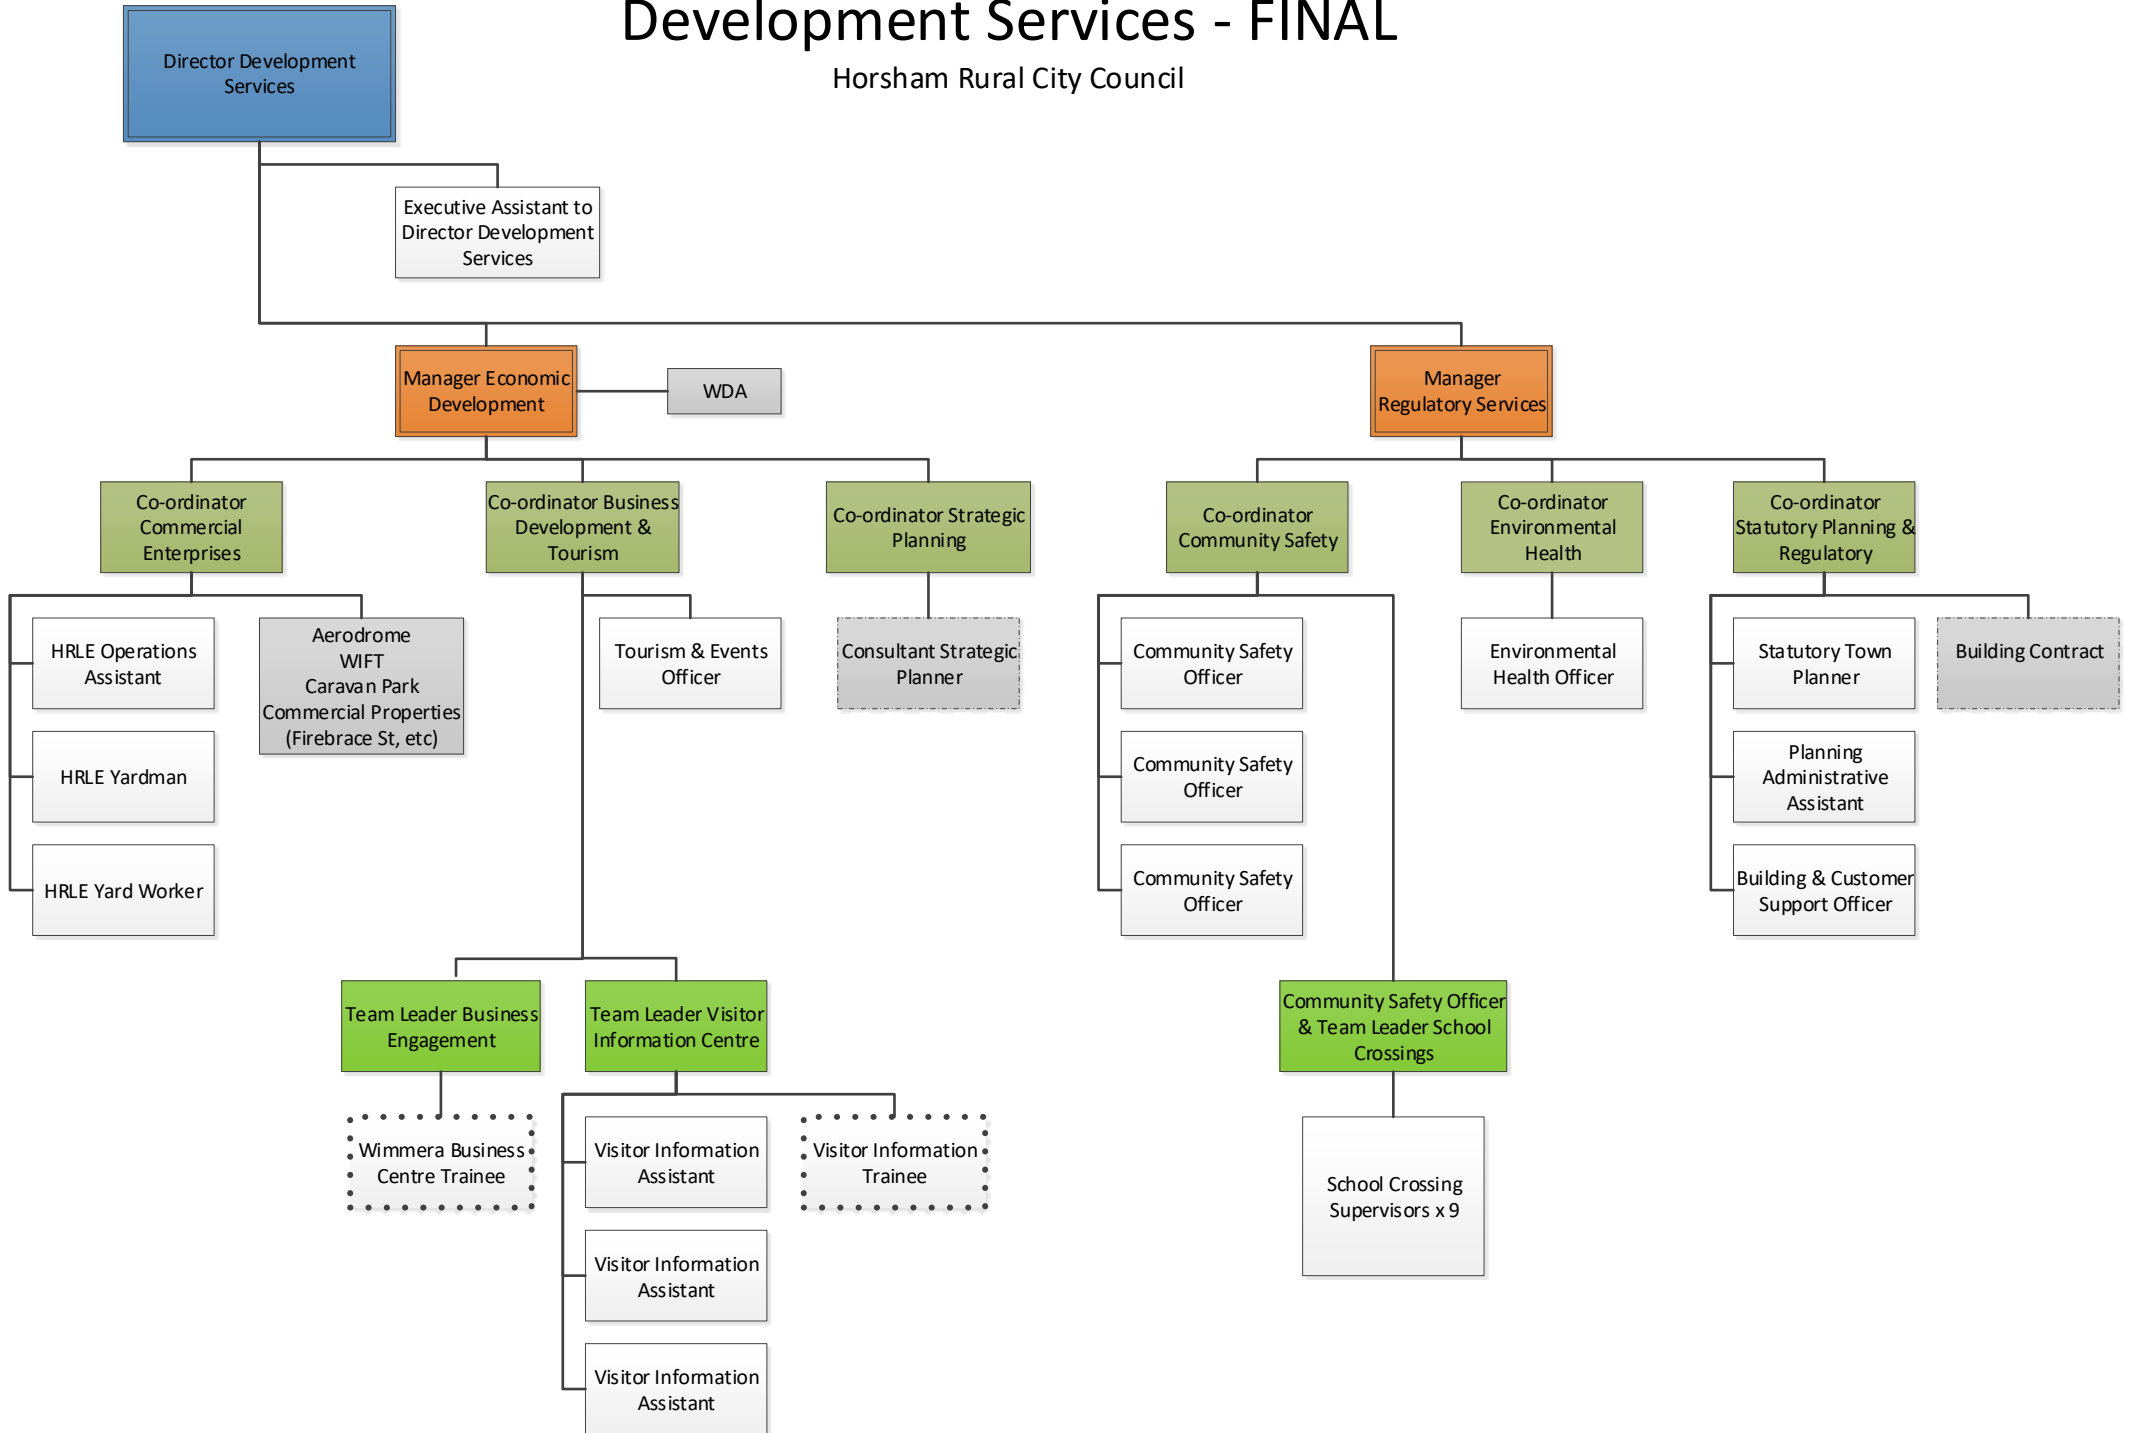 Development Services - FINAL
Horsham Rural City Council
Director Development
Services
Executive Assistant to
Director Development
Services
Manager Economic
Development
WDA
Manager
Regulatory Services
Co-ordinator
Commercial
Enterprises
Co-ordinator Business
Development &
Tourism
Co-ordinator Strategic
Planning
Co-ordinator
Community Safety
Co-ordinator
Environmental
Health
Co-ordinator
Statutory Planning &
Regulatory
HRLE Operations
Assistant
Aerodrome
WIFT
Caravan Park
Commercial Properties
(Firebrace St, etc)
Tourism & Events
Officer
Consultant Strategic
Planner
Community Safety
Officer
Environmental
Health Officer
Statutory Town
Planner
Building Contract
HRLE Yardman
Community Safety
Officer
Planning
Administrative
Assistant
HRLE Yard Worker
Community Safety
Officer
Building & Customer
Support Officer
Team Leader Business
Engagement
Team Leader Visitor
Information Centre
Community Safety Officer
& Team Leader School
Crossings
Wimmera Business
Centre Trainee
Visitor Information
Assistant
Visitor Information
Trainee
School Crossing
Supervisors x 9
Visitor Information
Assistant
Visitor Information
Assistant